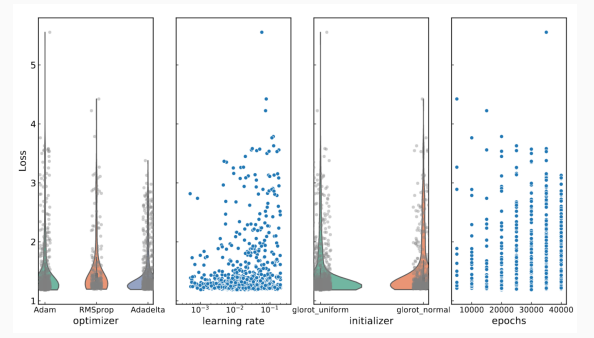 Loss
5
4
3
2
1
Adam RMSprop Adadelta
optimizer
10⁻³ 10⁻² 10⁻¹
learning rate
glorot_uniform glorot_normal
initializer
10000 20000 30000 40000
epochs